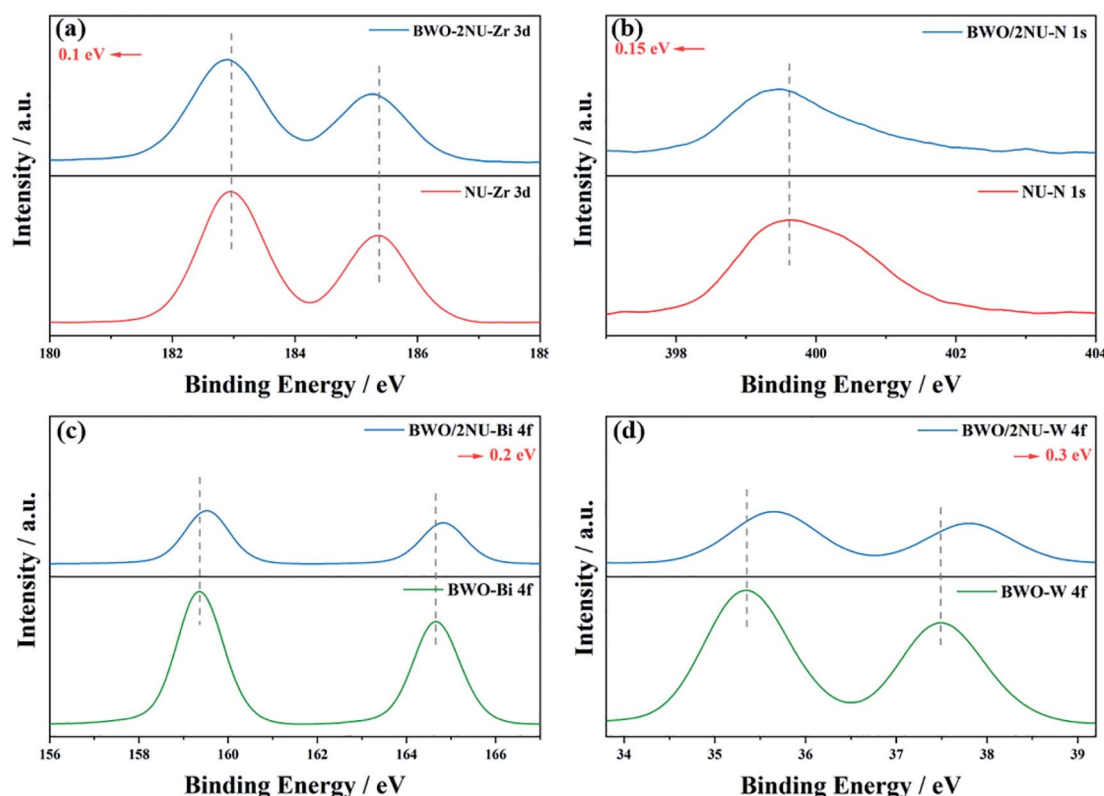 (a)
BWO-2NU-Zr 3d
0.1 eV
NU-Zr 3d
Intensity / a.u.
180 182 184 186 188
Binding Energy / eV
(b)
BWO/2NU-N 1s
0.15 eV
NU-N 1s
Intensity / a.u.
398 400 402 404
Binding Energy / eV
(c)
BWO/2NU-Bi 4f
0.2 eV
BWO-Bi 4f
Intensity / a.u.
156 158 160 162 164 166
Binding Energy / eV
(d)
BWO/2NU-W 4f
0.3 eV
BWO-W 4f
Intensity / a.u.
34 35 36 37 38 39
Binding Energy / eV